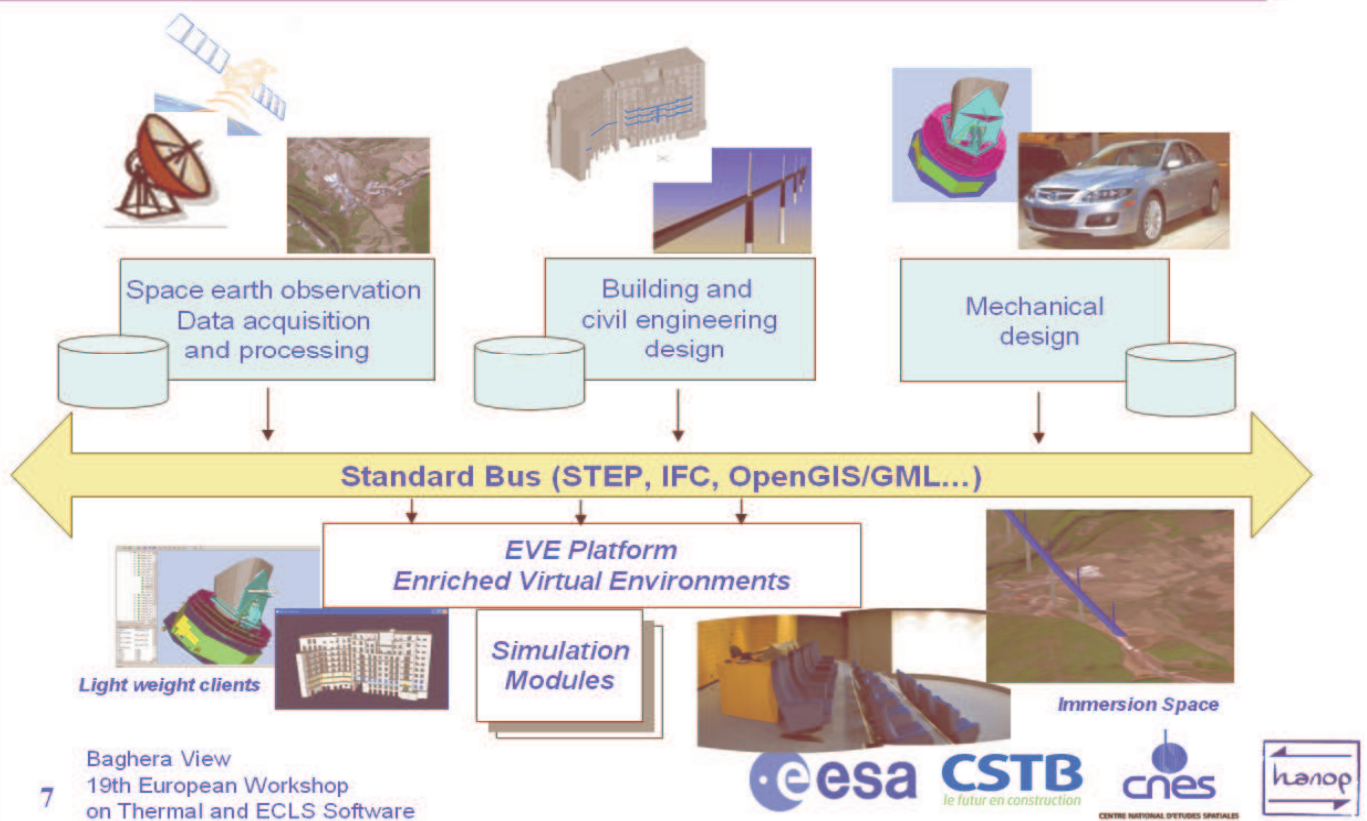 Space earth observation
Data acquisition
and processing
Building and
civil engineering
design
Mechanical
design
Standard Bus (STEP, IFC, OpenGIS/GML...)
EVE Platform
Enriched Virtual Environments
Simulation
Modules
Light weight clients
Immersion Space
7
Baghera View
19th European Workshop
on Thermal and ECLS Software
esa
CSTB
le futur en construction
cnes
CENTRE NATIONAL D'ETUDES SPATIALES
hanop